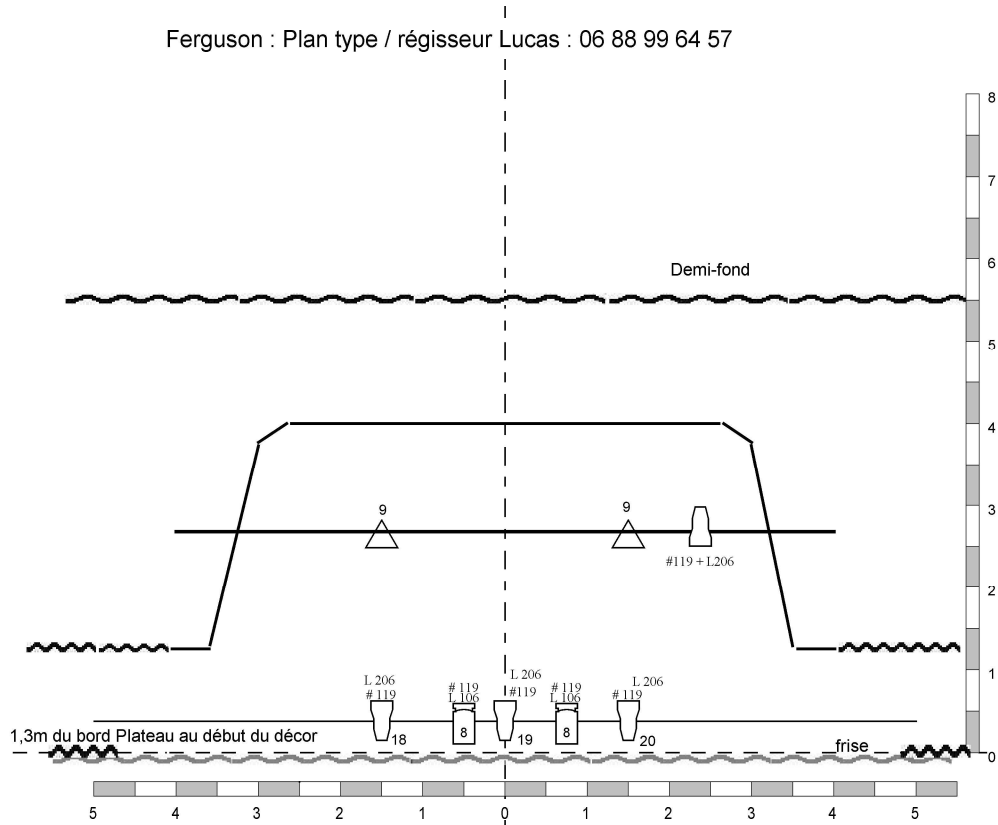 Ferguson : Plan type / régisseur Lucas : 06 88 99 64 57
8
7
6
Demi-fond
5
4
3
9
9
#119 + L206
2
1
L 206
# 119
# 119
L 106
L 206
#119
# 119
L 106
L 206
# 119
8
8
18
19
20
1,3m du bord Plateau au début du décor
frise
0
5 4 3 2 1 0 1 2 3 4 5